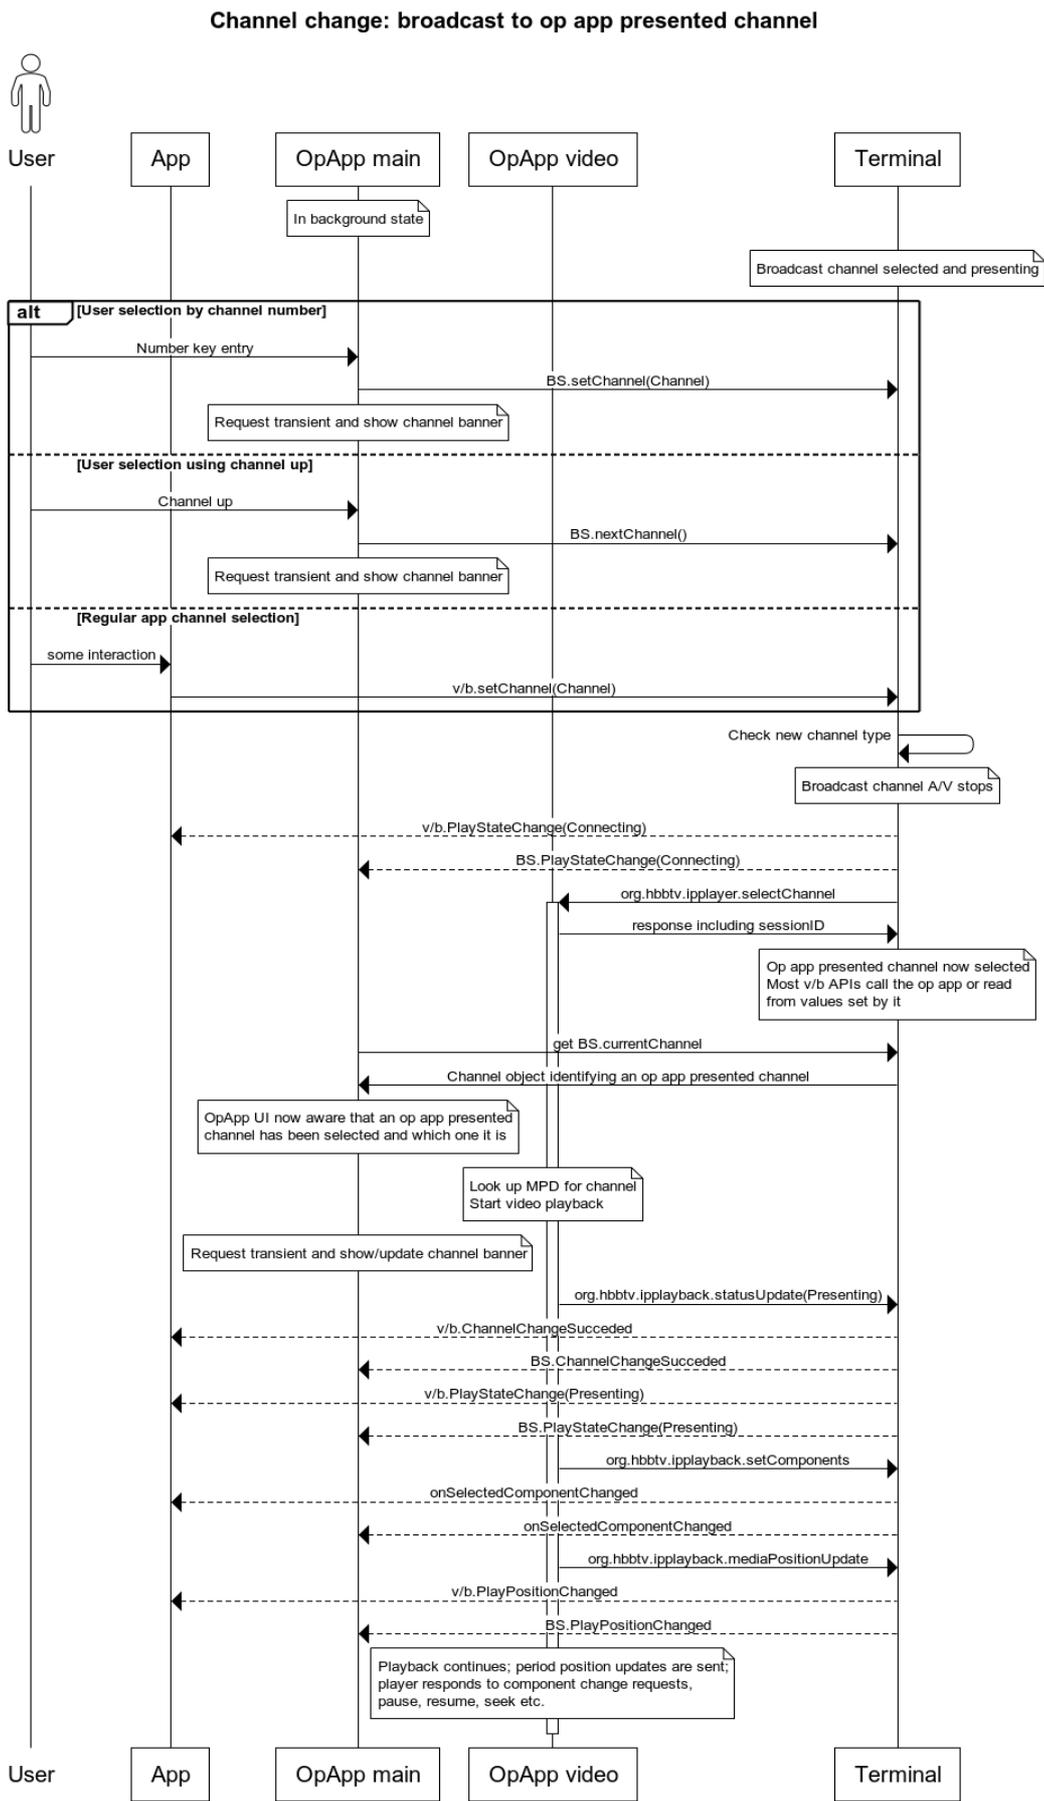 Channel change: broadcast to op app presented channel
User
App
OpApp main
OpApp video
Terminal
In background state
Broadcast channel selected and presenting
alt
[User selection by channel number]
Number key entry
BS.setChannel(Channel)
Request transient and show channel banner
[User selection using channel up]
Channel up
BS.nextChannel()
Request transient and show channel banner
[Regular app channel selection]
some interaction
v/b.setChannel(Channel)
Check new channel type
Broadcast channel A/V stops
v/b.PlayStateChange(Connecting)
BS.PlayStateChange(Connecting)
org.hbbtv.ipplayer.selectChannel
response including sessionID
Op app presented channel now selected
Most v/b APIs call the op app or read
from values set by it
get BS.currentChannel
Channel object identifying an op app presented channel
OpApp UI now aware that an op app presented
channel has been selected and which one it is
Look up MPD for channel
Start video playback
Request transient and show/update channel banner
org.hbbtv.ipplayback.statusUpdate(Presenting)
v/b.ChannelChangeSucceded
BS.ChannelChangeSucceded
v/b.PlayStateChange(Presenting)
BS.PlayStateChange(Presenting)
org.hbbtv.ipplayback.setComponents
onSelectedComponentChanged
onSelectedComponentChanged
org.hbbtv.ipplayback.mediaPositionUpdate
v/b.PlayPositionChanged
BS.PlayPositionChanged
Playback continues; period position updates are sent;
player responds to component change requests,
pause, resume, seek etc.
User
App
OpApp main
OpApp video
Terminal